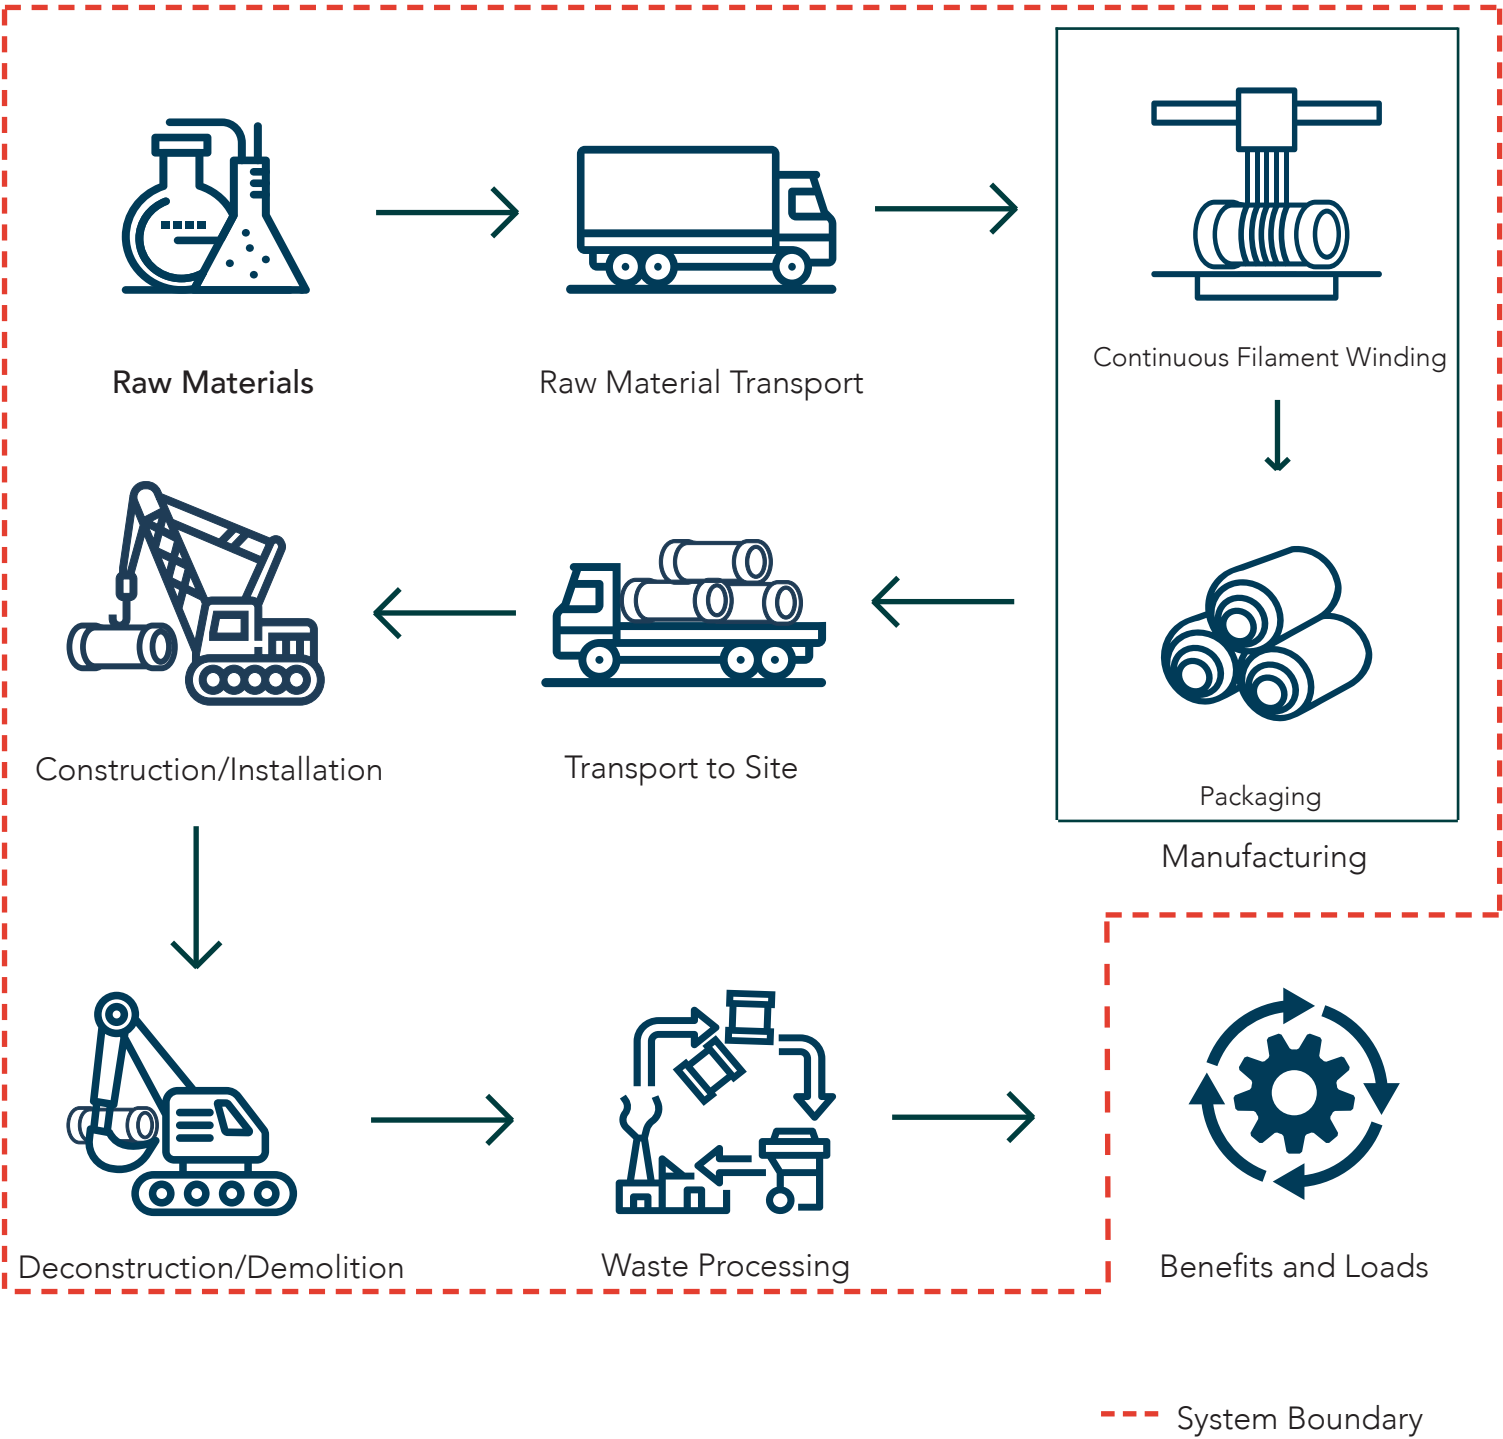 Continuous Filament Winding
Raw Materials
Raw Material Transport
Construction/Installation
Transport to Site
Packaging
Manufacturing
Deconstruction/Demolition
Waste Processing
Benefits and Loads
System Boundary